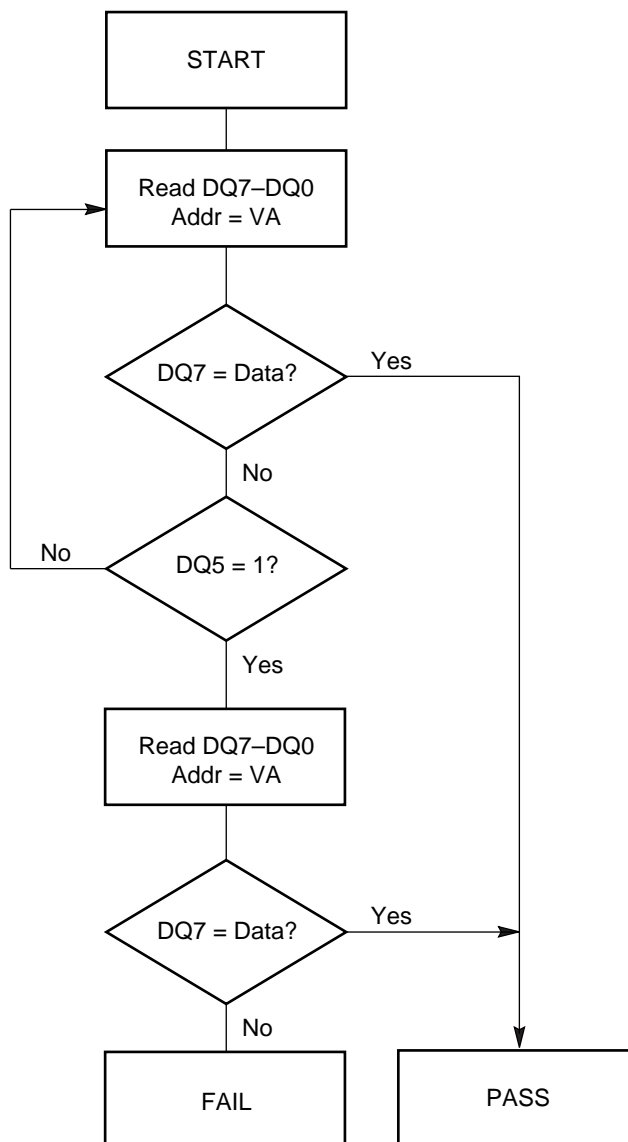 START
Read DQ7–DQ0
Addr = VA
DQ7 = Data?
Yes
No
No
DQ5 = 1?
Yes
Read DQ7–DQ0
Addr = VA
DQ7 = Data?
Yes
No
FAIL
PASS